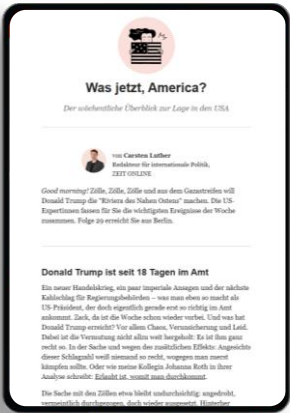 Was jetzt, America?
Der wöchentliche Überblick zur Lage in den USA
von Carsten Luther
Redakteur für internationale Politik,
ZEIT ONLINE
Good morning! Zölle, Zölle, Zölle und aus dem Gazastreifen will
Donald Trump die "Riviera des Nahen Ostens" machen. Die US-
Expertinnen fassen für Sie die wichtigsten Ereignisse der Woche
zusammen. Folge 29 erreicht Sie aus Berlin.
Donald Trump ist seit 18 Tagen im Amt
Ein neuer Handelskrieg, ein paar imperiale Ansagen und der nächste
Kahlschlag für Regierungsbehörden – was man eben so macht als
US-Präsident, der doch eigentlich gerade erst so richtig im Amt
ankommt. Zack, da ist die Woche schon wieder vorbei. Und was hat
Donald Trump erreicht? Vor allem Chaos, Verunsicherung und Leid.
Dabei ist die Vermutung nicht allzu weit hergeholt: Es ist ihm ganz
recht so. In der Sache und wegen des zusätzlichen Effekts: Angesichts
dieser Schlagzahl weiß niemand so recht, wogegen man zuerst
kämpfen sollte. Oder wie meine Kollegin Johanna Roth in ihrer
Analyse schreibt: Erlaubt ist, womit man durchkommt.
Die Sache mit den Zöllen etwa bleibt undurchsichtig: angedroht,
vermeintlich durchgezogen, doch wieder ausgesetzt. Hinterher